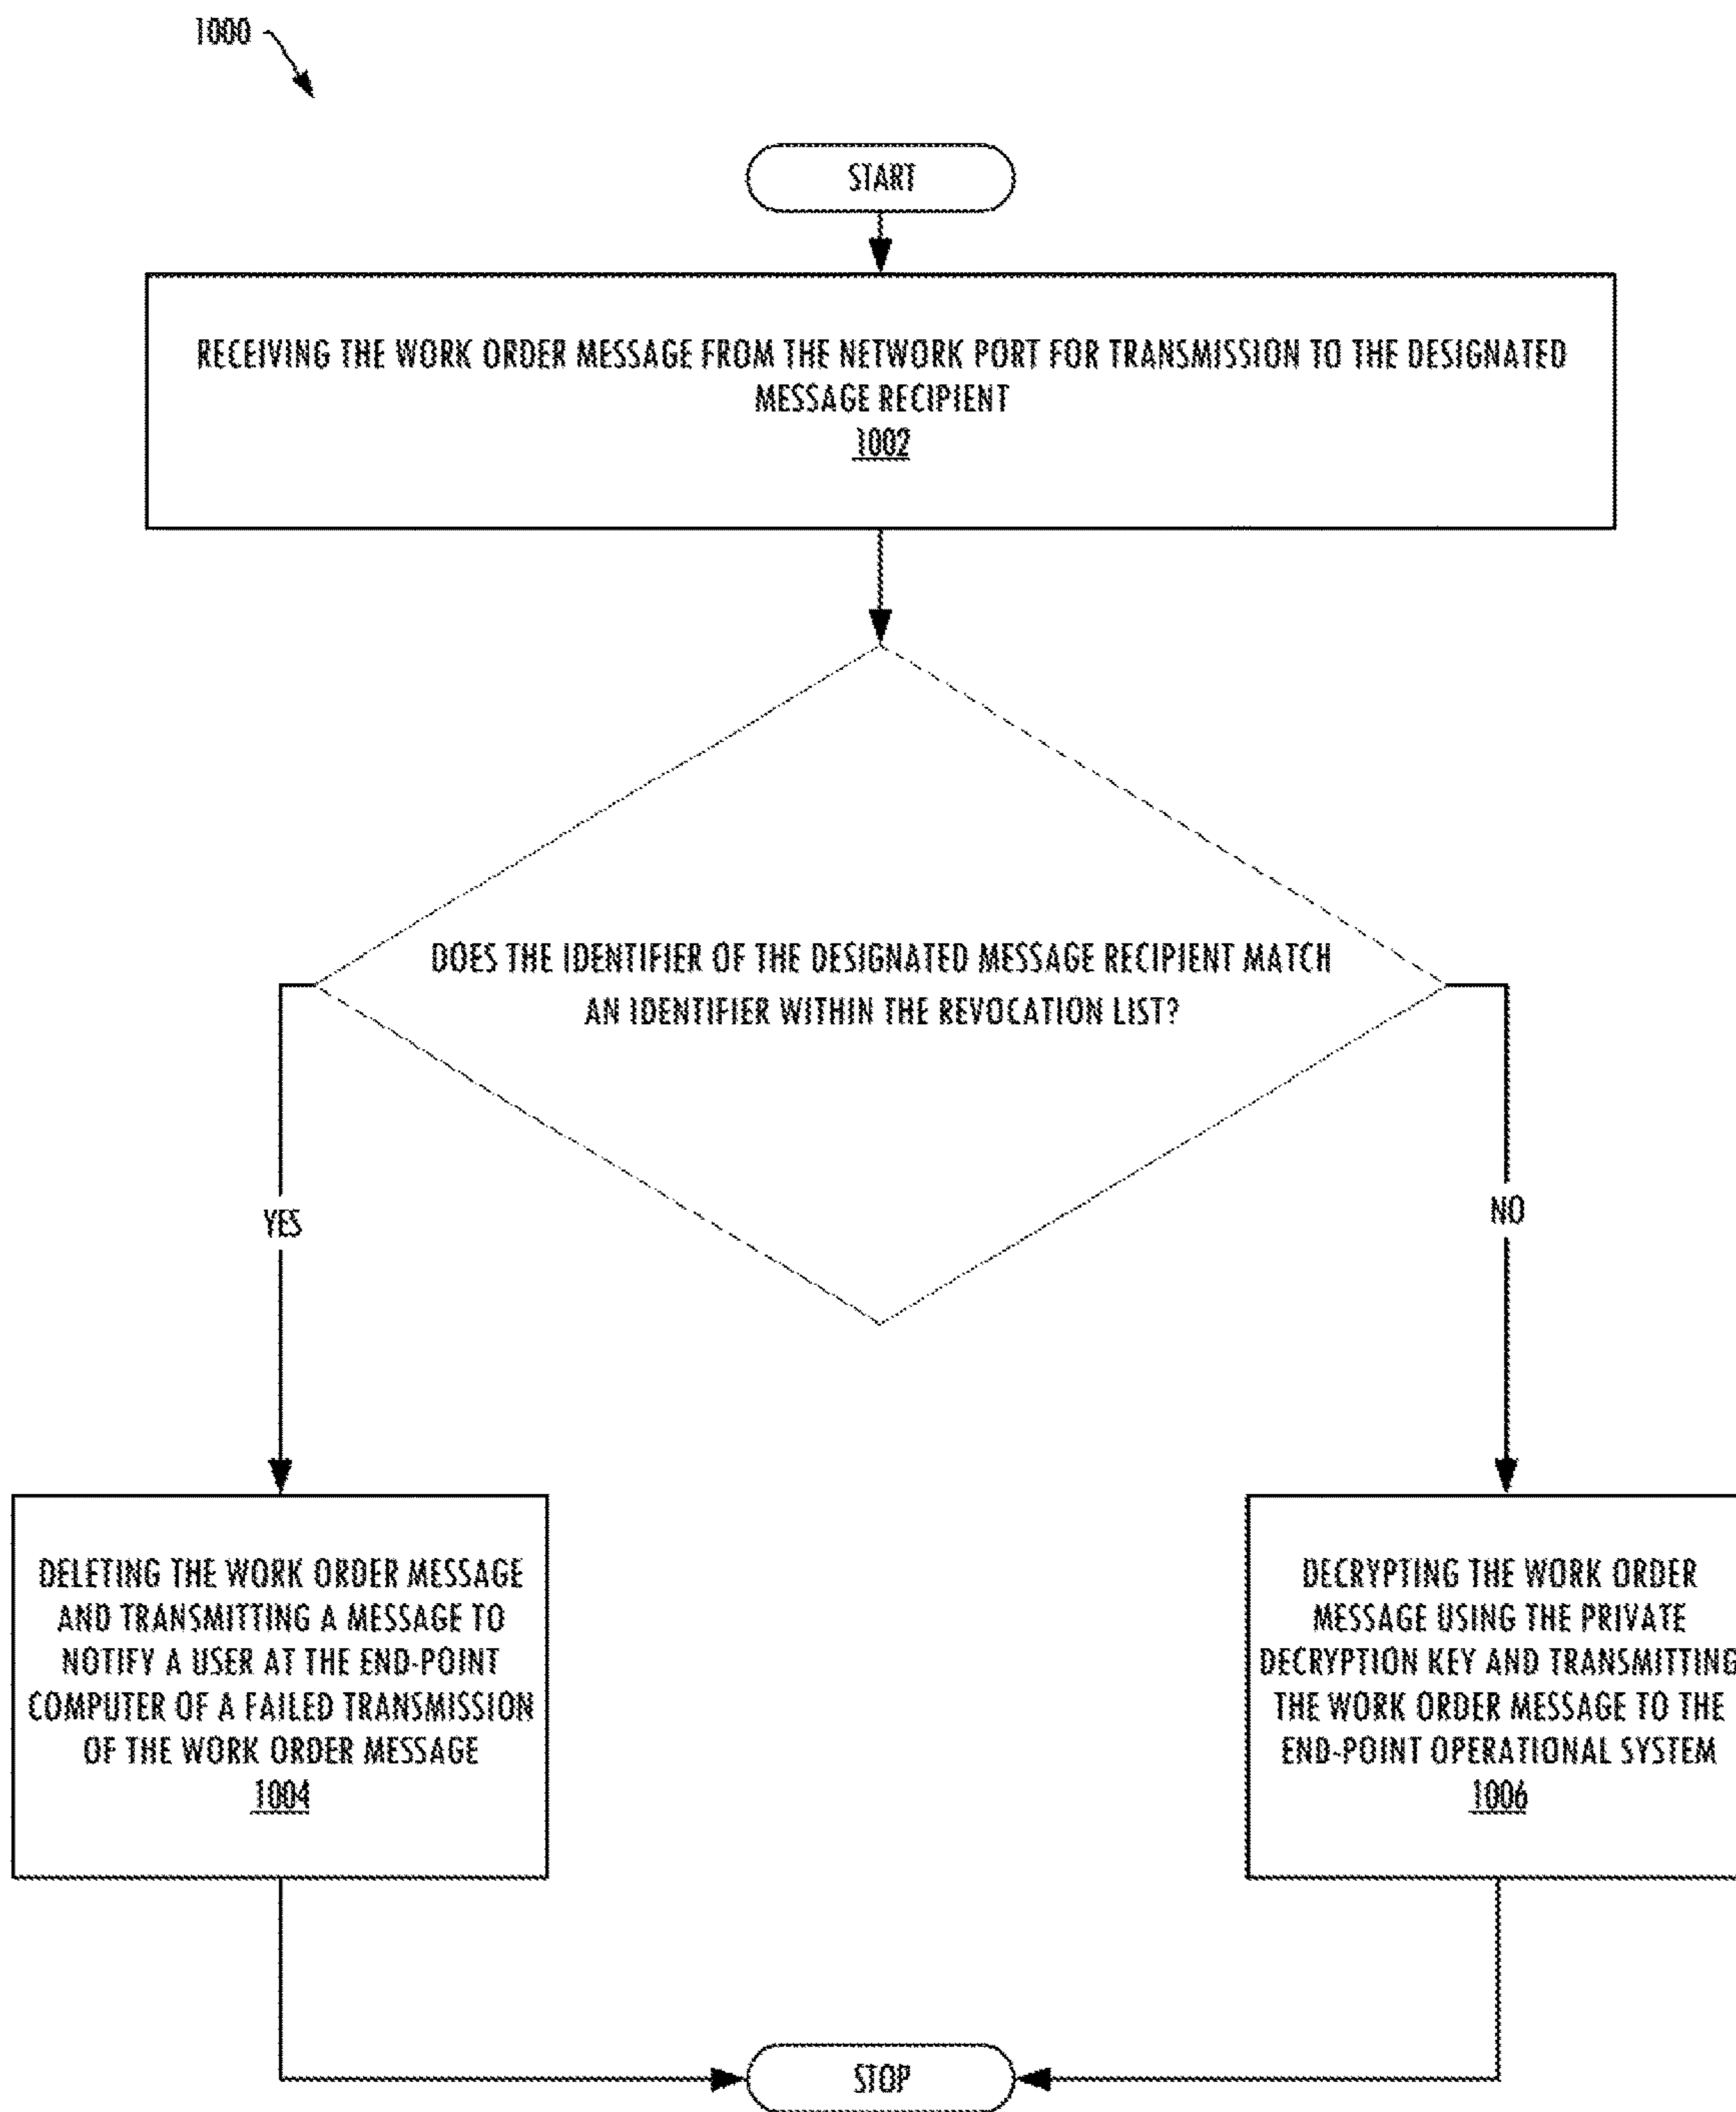 1000
START
RECEIVING THE WORK ORDER MESSAGE FROM THE NETWORK PORT FOR TRANSMISSION TO THE DESIGNATED
MESSAGE RECIPIENT
1002
DOES THE IDENTIFIER OF THE DESIGNATED MESSAGE RECIPIENT MATCH
AN IDENTIFIER WITHIN THE REVOCATION LIST?
YES
NO
DELETING THE WORK ORDER MESSAGE
AND TRANSMITTING A MESSAGE TO
NOTIFY A USER AT THE END-POINT
COMPUTER OF A FAILED TRANSMISSION
OF THE WORK ORDER MESSAGE
1004
DECRYPTING THE WORK ORDER
MESSAGE USING THE PRIVATE
DECRYPTION KEY AND TRANSMITTING
THE WORK ORDER MESSAGE TO THE
END-POINT OPERATIONAL SYSTEM
1006
STOP